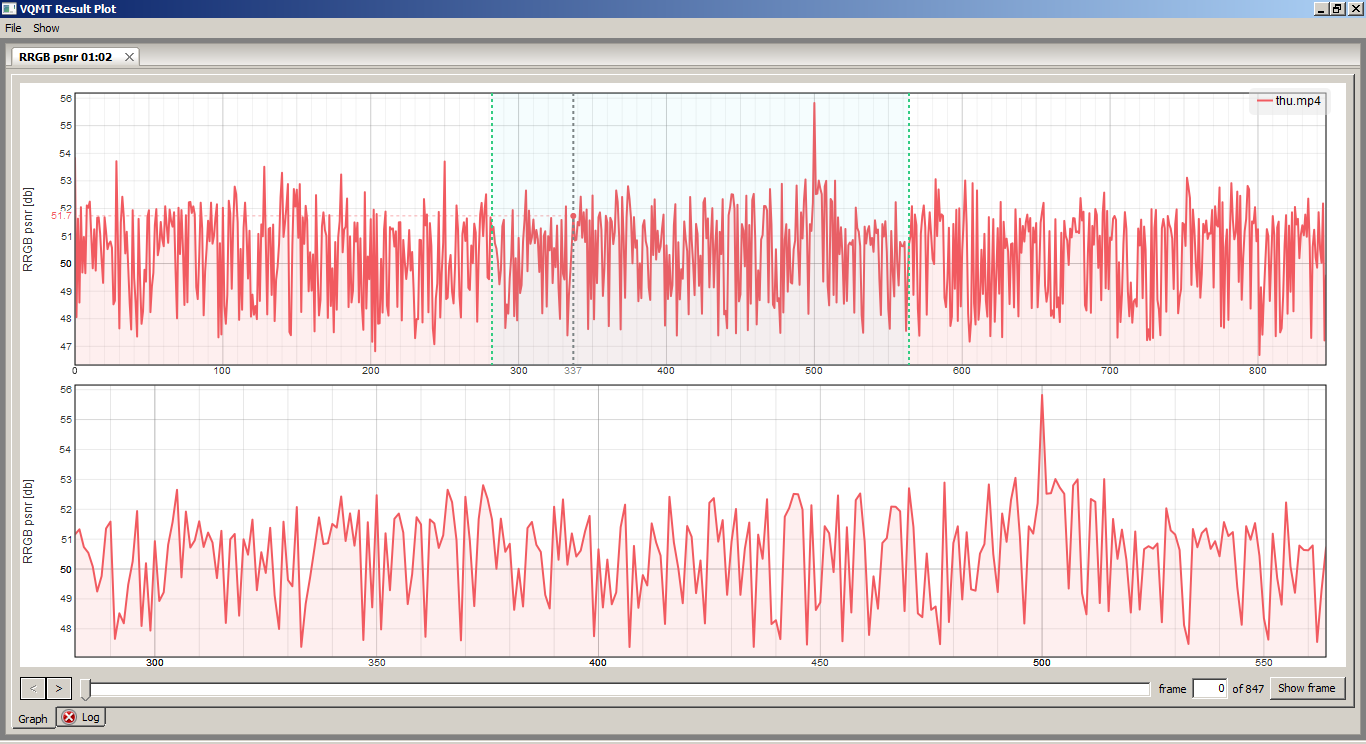 VQMT Result Plot
File Show
RRGB psnr 01:02
thu.mp4
RRGB psnr [db]
56
55
54
53
52
51.7
51
50
49
48
47
0 100 200 300 337 400 500 600 700 800
RRGB psnr [db]
56
55
54
53
52
51
50
49
48
300 350 400 450 500 550
< > frame 0 of 847 Show frame
Graph Log